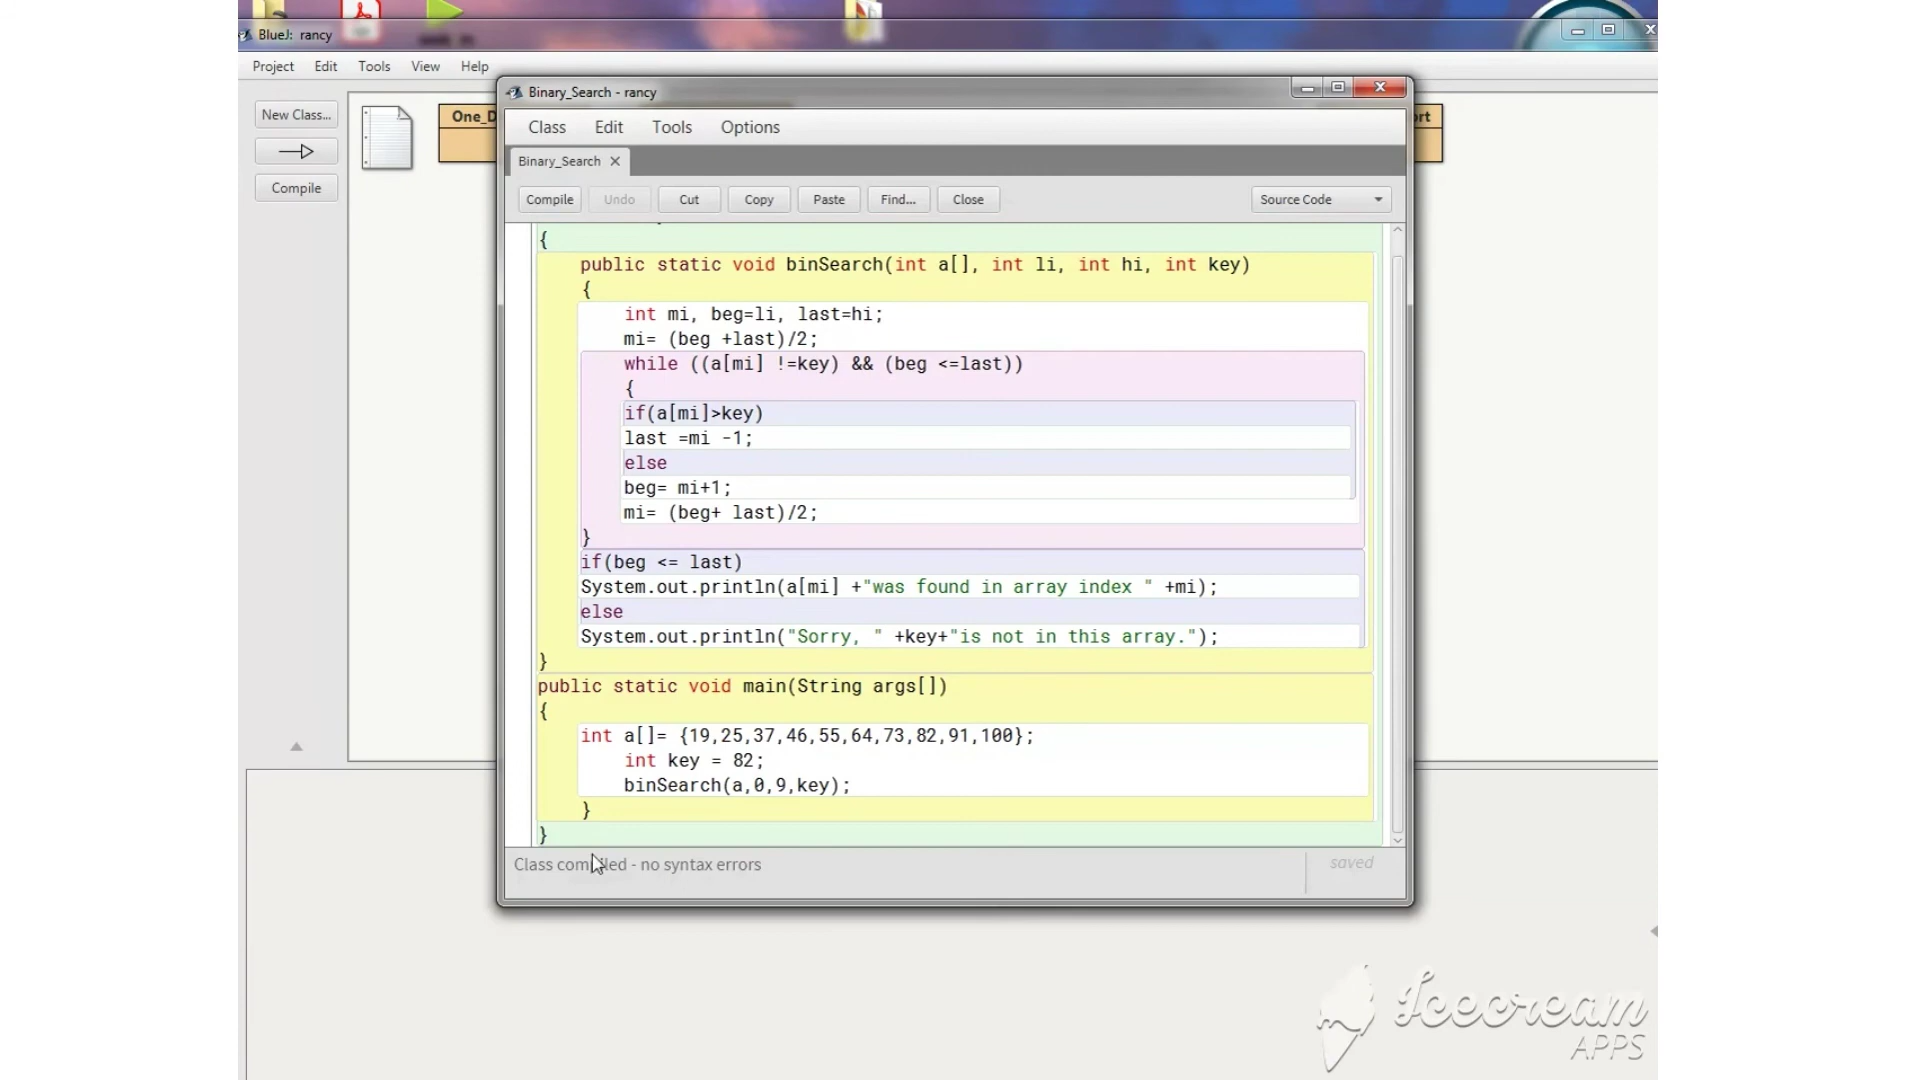 BlueJ: rancy
Project Edit Tools View Help
New Class...
Compile
One_D
ort
Binary_Search - rancy
Class Edit Tools Options
Binary_Search ✕
Compile Undo Cut Copy Paste Find... Close Source Code
{
public static void binSearch(int a[], int li, int hi, int key)
{
int mi, beg=li, last=hi;
mi= (beg +last)/2;
while ((a[mi] !=key) && (beg <=last))
{
if(a[mi]>key)
last =mi -1;
else
beg= mi+1;
mi= (beg+ last)/2;
}
if(beg <= last)
System.out.println(a[mi] +"was found in array index " +mi);
else
System.out.println("Sorry, " +key+"is not in this array.");
}
public static void main(String args[])
{
int a[]= {19,25,37,46,55,64,73,82,91,100};
int key = 82;
binSearch(a,0,9,key);
}
}
Class compiled - no syntax errors
saved
Icecream
APPS